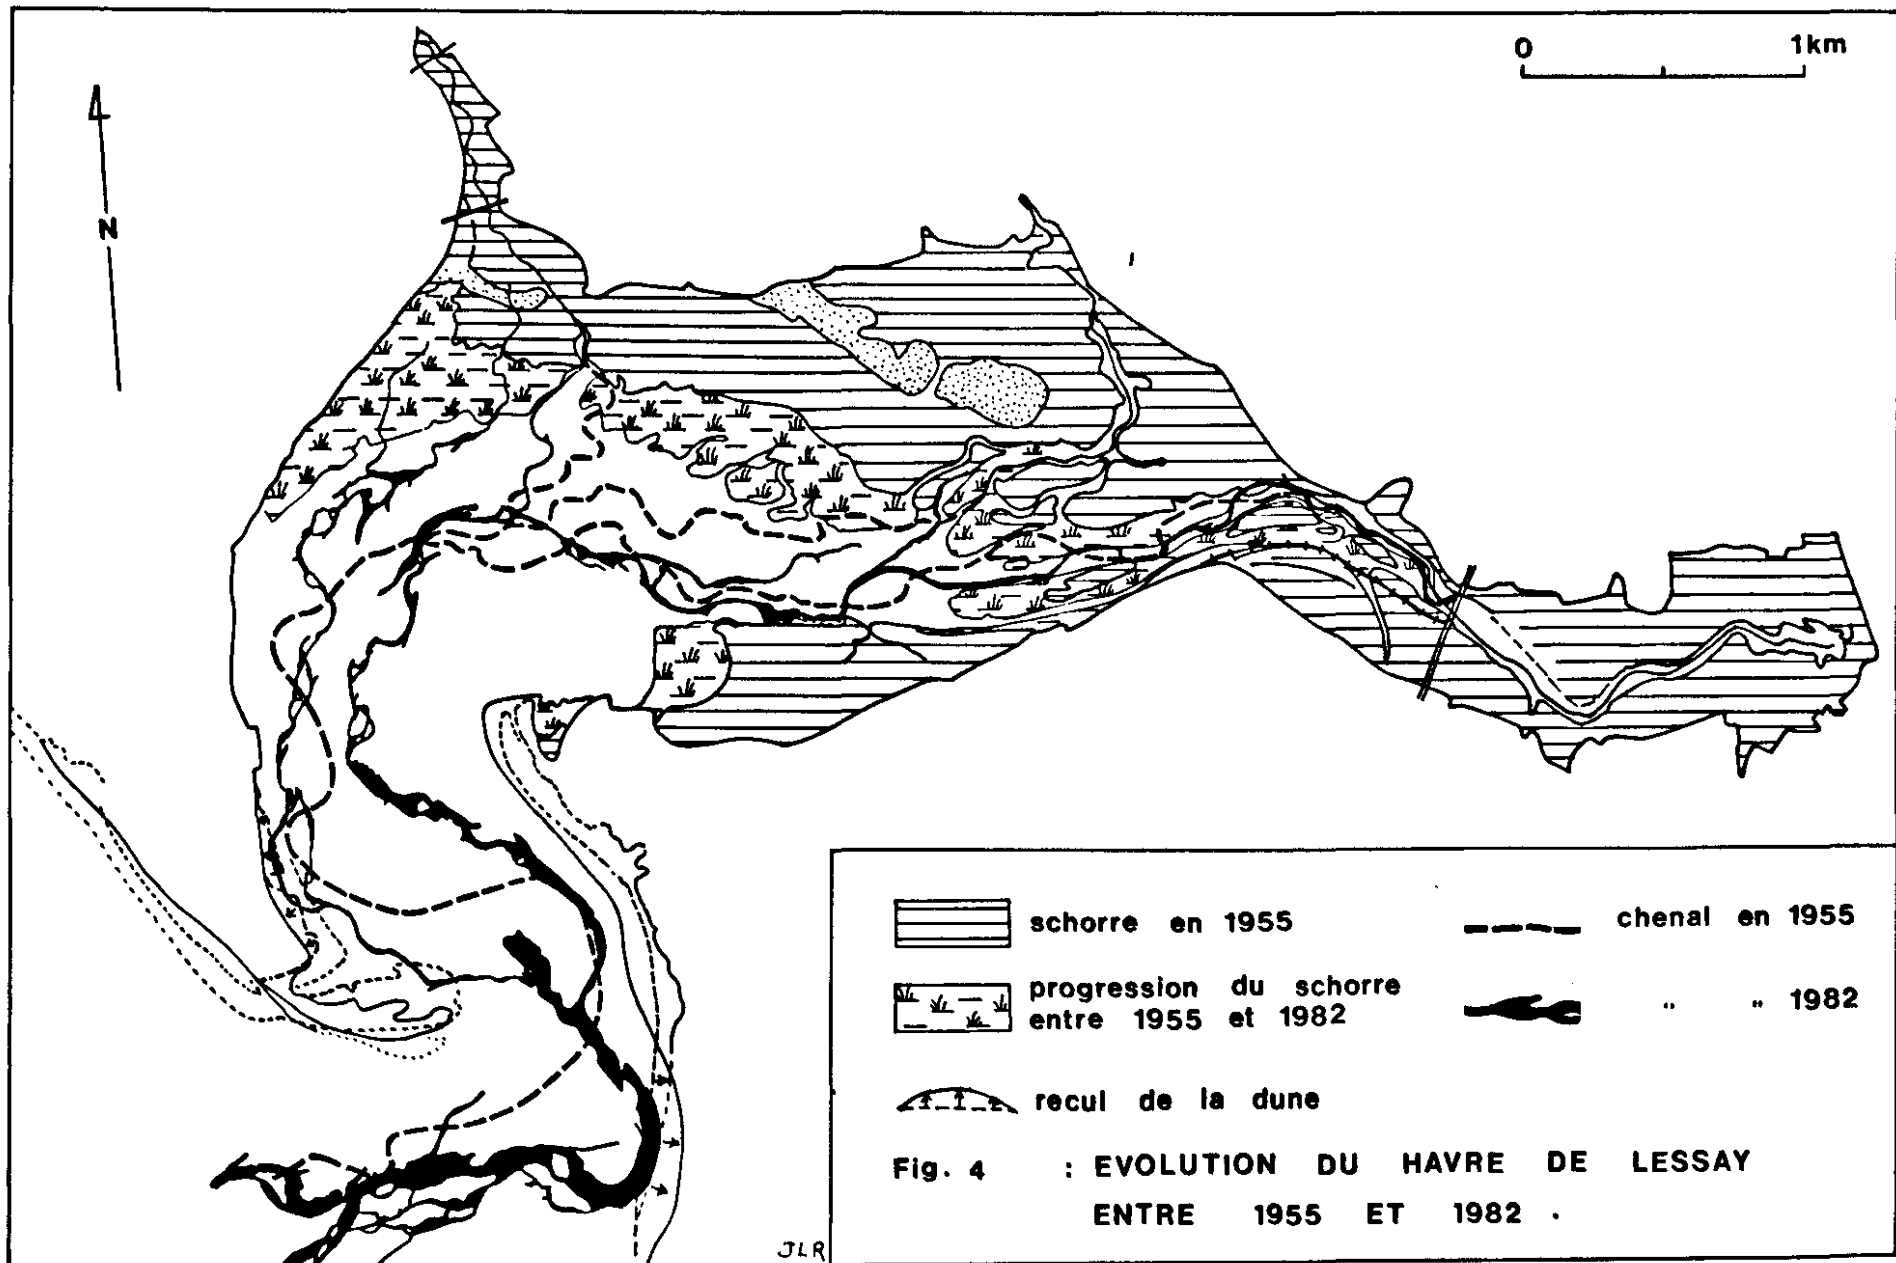 0 1km
N
schorre en 1955
progression du schorre
entre 1955 et 1982
recul de la dune
chenal en 1955
" " 1982
Fig. 4 : EVOLUTION DU HAVRE DE LESSAY
ENTRE 1955 ET 1982 .
JLR